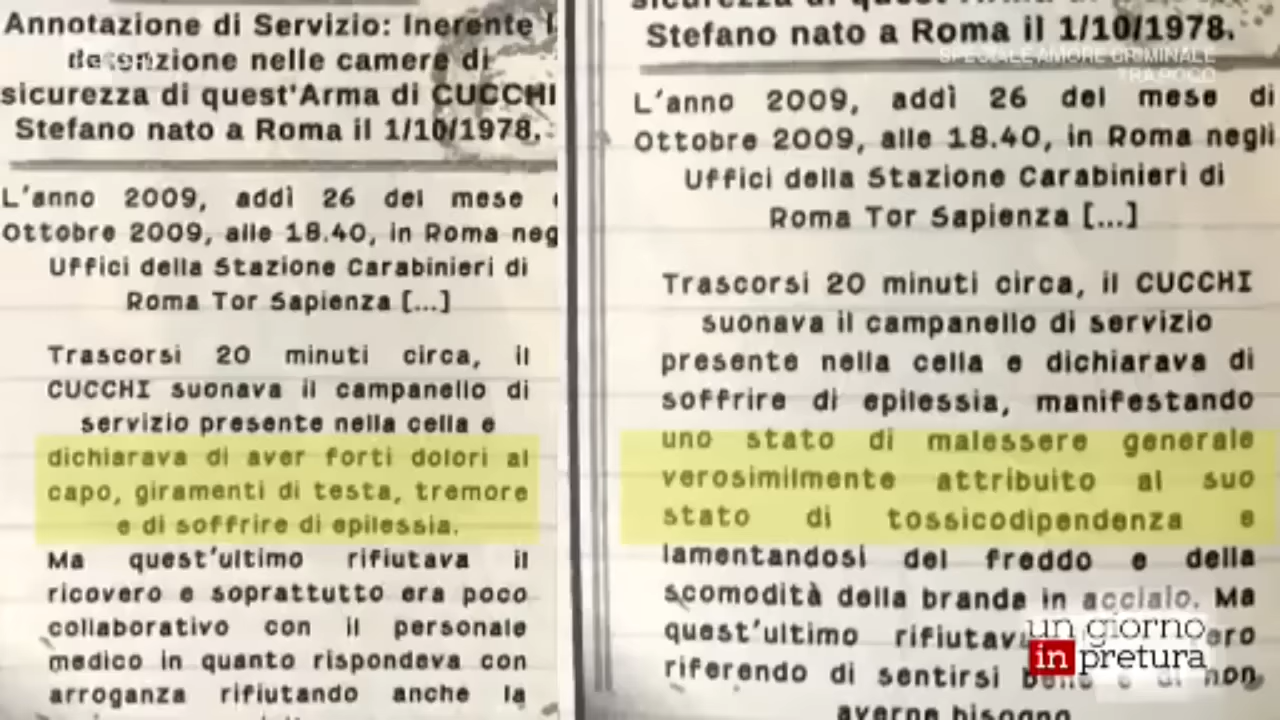 Annotazione di Servizio: Inerente
detenzione nelle camere di
sicurezza di quest'Arma di CUCCHI
Stefano nato a Roma il 1/10/1978.
L'anno 2009, addì 26 del mese
Ottobre 2009, alle 18.40, in Roma neg
Uffici della Stazione Carabinieri di
Roma Tor Sapienza [...]
Trascorsi 20 minuti circa, il
CUCCHI suonava il campanello di
servizio presente nella cella e
dichiarava di aver forti dolori al
capo, giramenti di testa, tremore
e di soffrire di epilessia.
Ma quest'ultimo rifiutava il
ricovero e soprattutto era poco
collaborativo con il personale
medico in quanto rispondeva con
arroganza rifiutando anche la
Stefano nato a Roma il 1/10/1978.
SPECIALE AMORE CRIMINALE
TRA POCO
L'anno 2009, addì 26 del mese di
Ottobre 2009, alle 18.40, in Roma negli
Uffici della Stazione Carabinieri di
Roma Tor Sapienza [...]
Trascorsi 20 minuti circa, il CUCCHI
suonava il campanello di servizio
presente nella cella e dichiarava di
soffrire di epilessia, manifestando
uno stato di malessere generale
verosimilmente attribuito al suo
stato di tossicodipendenza e
lamentandosi del freddo e della
scomodità della branda in acciaio. Ma
quest'ultimo rifiutav ero
riferendo di sentirsi bene e di non
averne bisogno
un giorno
in pretura